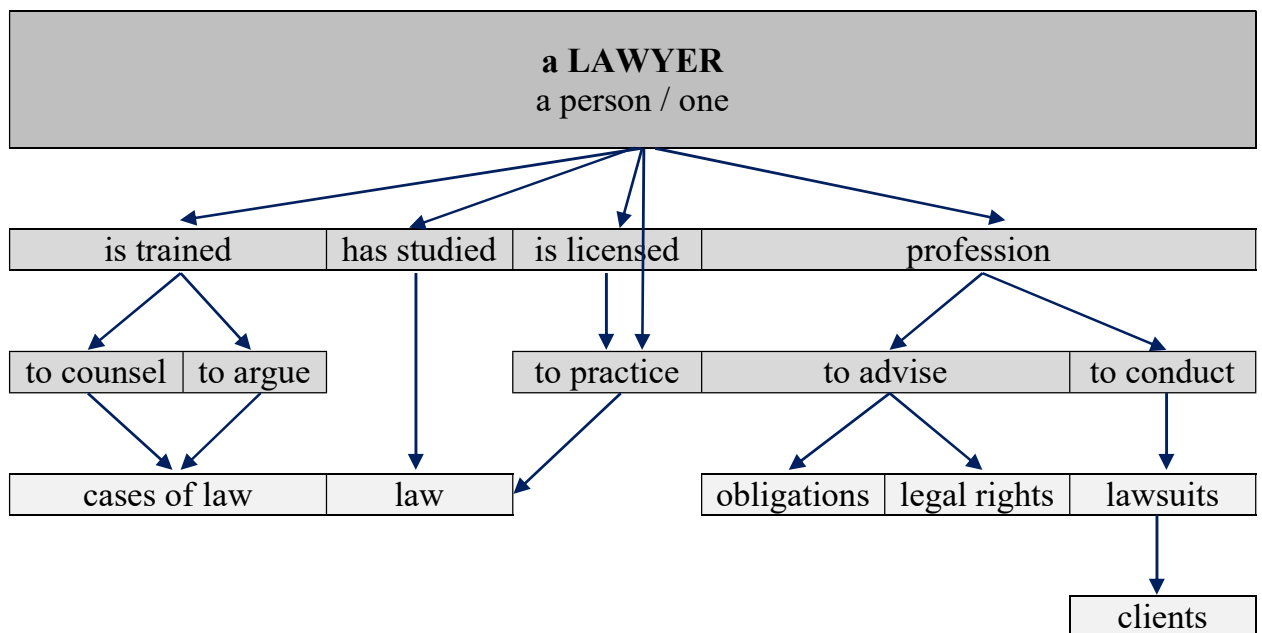 a LAWYER
a person / one
is trained
has studied
is licensed
profession
to counsel
to argue
to practice
to advise
to conduct
cases of law
law
obligations
legal rights
lawsuits
clients